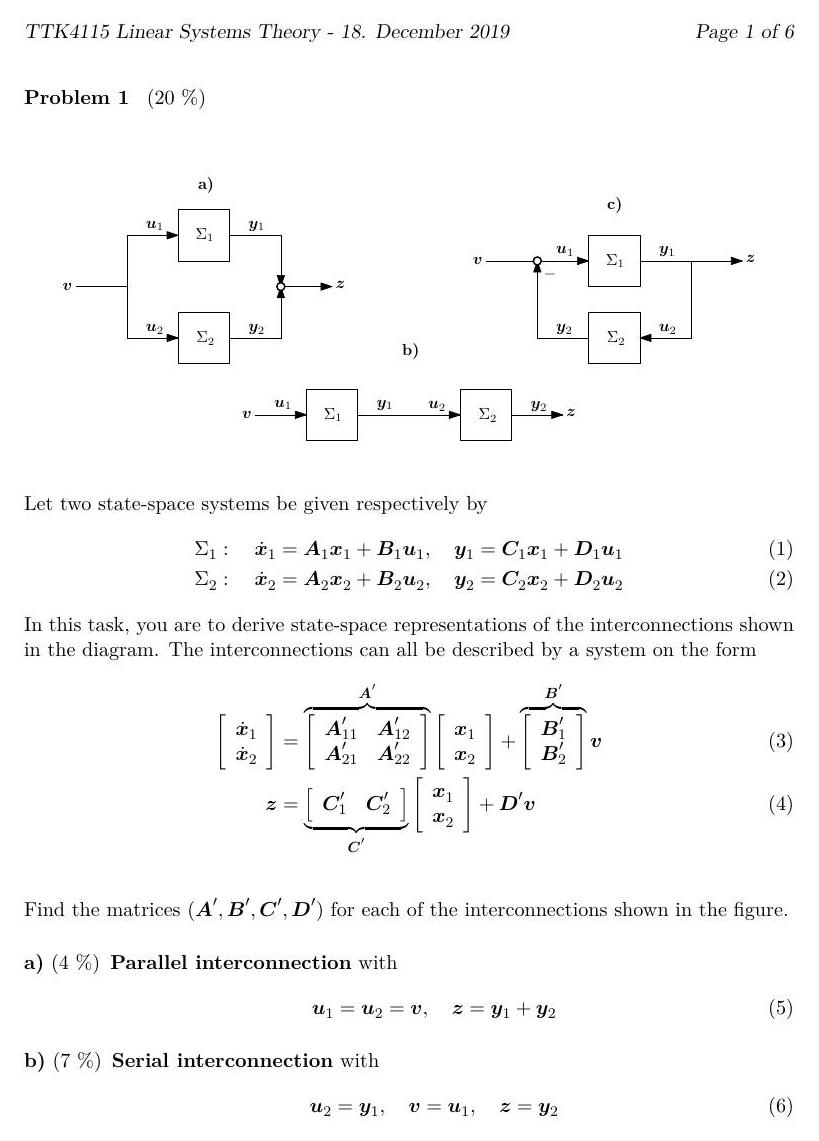 TTK4115 Linear Systems Theory - 18. December 2019 Page 1 of 6
Problem 1 (20 %)
a)
u₁ Σ₁ y₁
v z
u₂ Σ₂ y₂
c)
v u₁ Σ₁ y₁ z
−
y₂ Σ₂ u₂
b)
v u₁ Σ₁ y₁ u₂ Σ₂ y₂ z
Let two state-space systems be given respectively by
Σ₁ : ẋ₁ = A₁x₁ + B₁u₁, y₁ = C₁x₁ + D₁u₁ (1)
Σ₂ : ẋ₂ = A₂x₂ + B₂u₂, y₂ = C₂x₂ + D₂u₂ (2)
In this task, you are to derive state-space representations of the interconnections shown
in the diagram. The interconnections can all be described by a system on the form
A′ B′
[ ẋ₁ ] = [ A′₁₁ A′₁₂ ] [ x₁ ] + [ B′₁ ] v (3)
[ ẋ₂ ] [ A′₂₁ A′₂₂ ] [ x₂ ] [ B′₂ ]
z = [ C′₁ C′₂ ] [ x₁ ] + D′v (4)
[ x₂ ]
C′
Find the matrices (A′, B′, C′, D′) for each of the interconnections shown in the figure.
a) (4 %) Parallel interconnection with
u₁ = u₂ = v, z = y₁ + y₂ (5)
b) (7 %) Serial interconnection with
u₂ = y₁, v = u₁, z = y₂ (6)